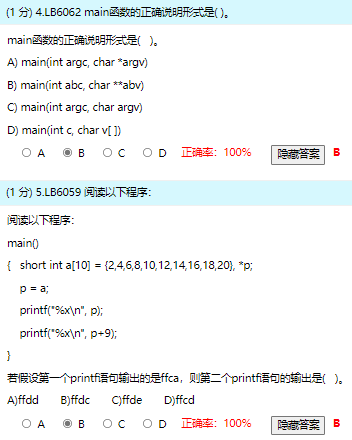 (1 分) 4.LB6062 main函数的正确说明形式是( )。
main函数的正确说明形式是(   )。
A) main(int argc, char *argv)
B) main(int abc, char **abv)
C) main(int argc, char argv)
D) main(int c, char v[ ])
A B C D 正确率：100% 隐藏答案 B
(1 分) 5.LB6059 阅读以下程序：
阅读以下程序：
main()
{ short int a[10] = {2,4,6,8,10,12,14,16,18,20}, *p;
p = a;
printf("%x\n", p);
printf("%x\n", p+9);
}
若假设第一个printf语句输出的是ffca，则第二个printf语句的输出是(   )。
A)ffdd B)ffdc C)ffde D)ffcd
A B C D 正确率：100% 隐藏答案 B